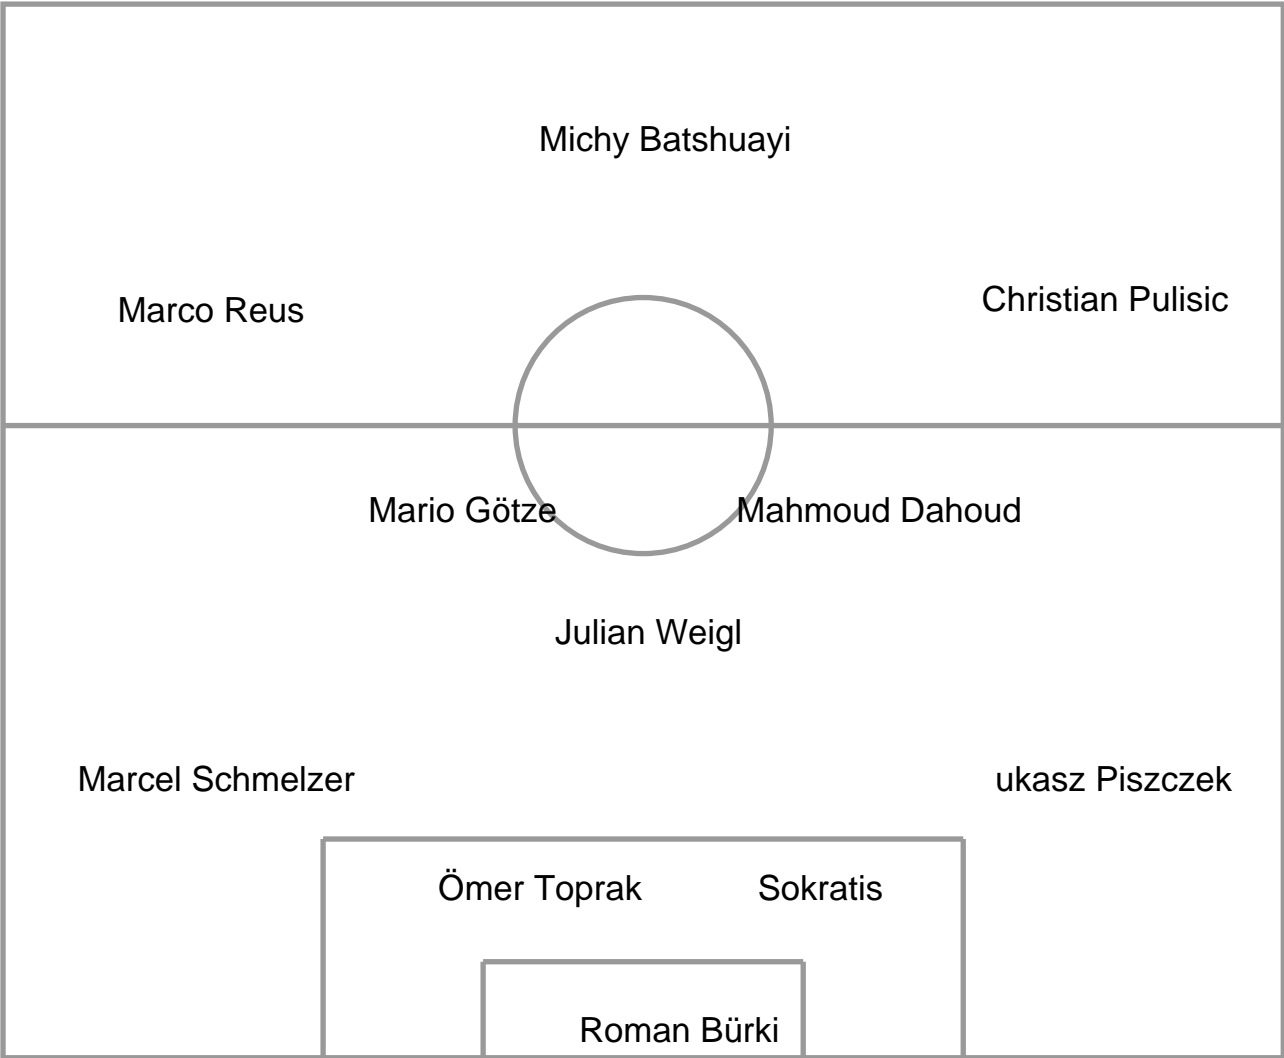 Michy Batshuayi
Marco Reus
Christian Pulisic
Mario Götze
Mahmoud Dahoud
Julian Weigl
Marcel Schmelzer
ukasz Piszczek
Ömer Toprak
Sokratis
Roman Bürki